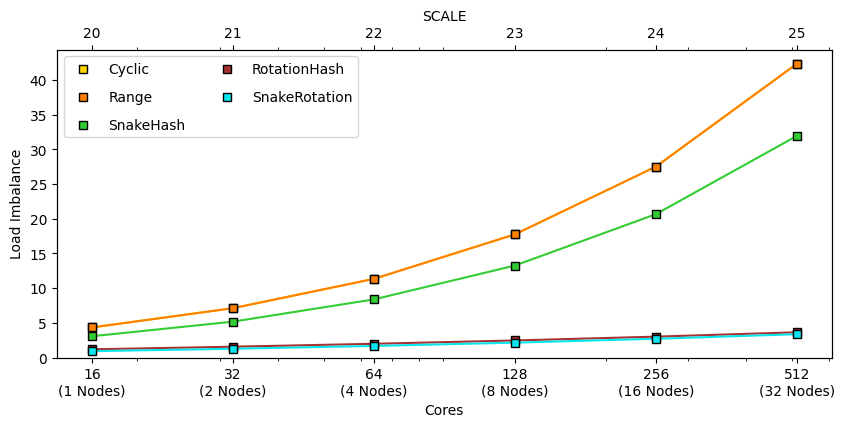 SCALE
20 21 22 23 24 25
Cyclic
Range
SnakeHash
RotationHash
SnakeRotation
40
35
30
25
20
15
10
5
0
Load Imbalance
16 32 64 128 256 512
(1 Nodes) (2 Nodes) (4 Nodes) (8 Nodes) (16 Nodes) (32 Nodes)
Cores